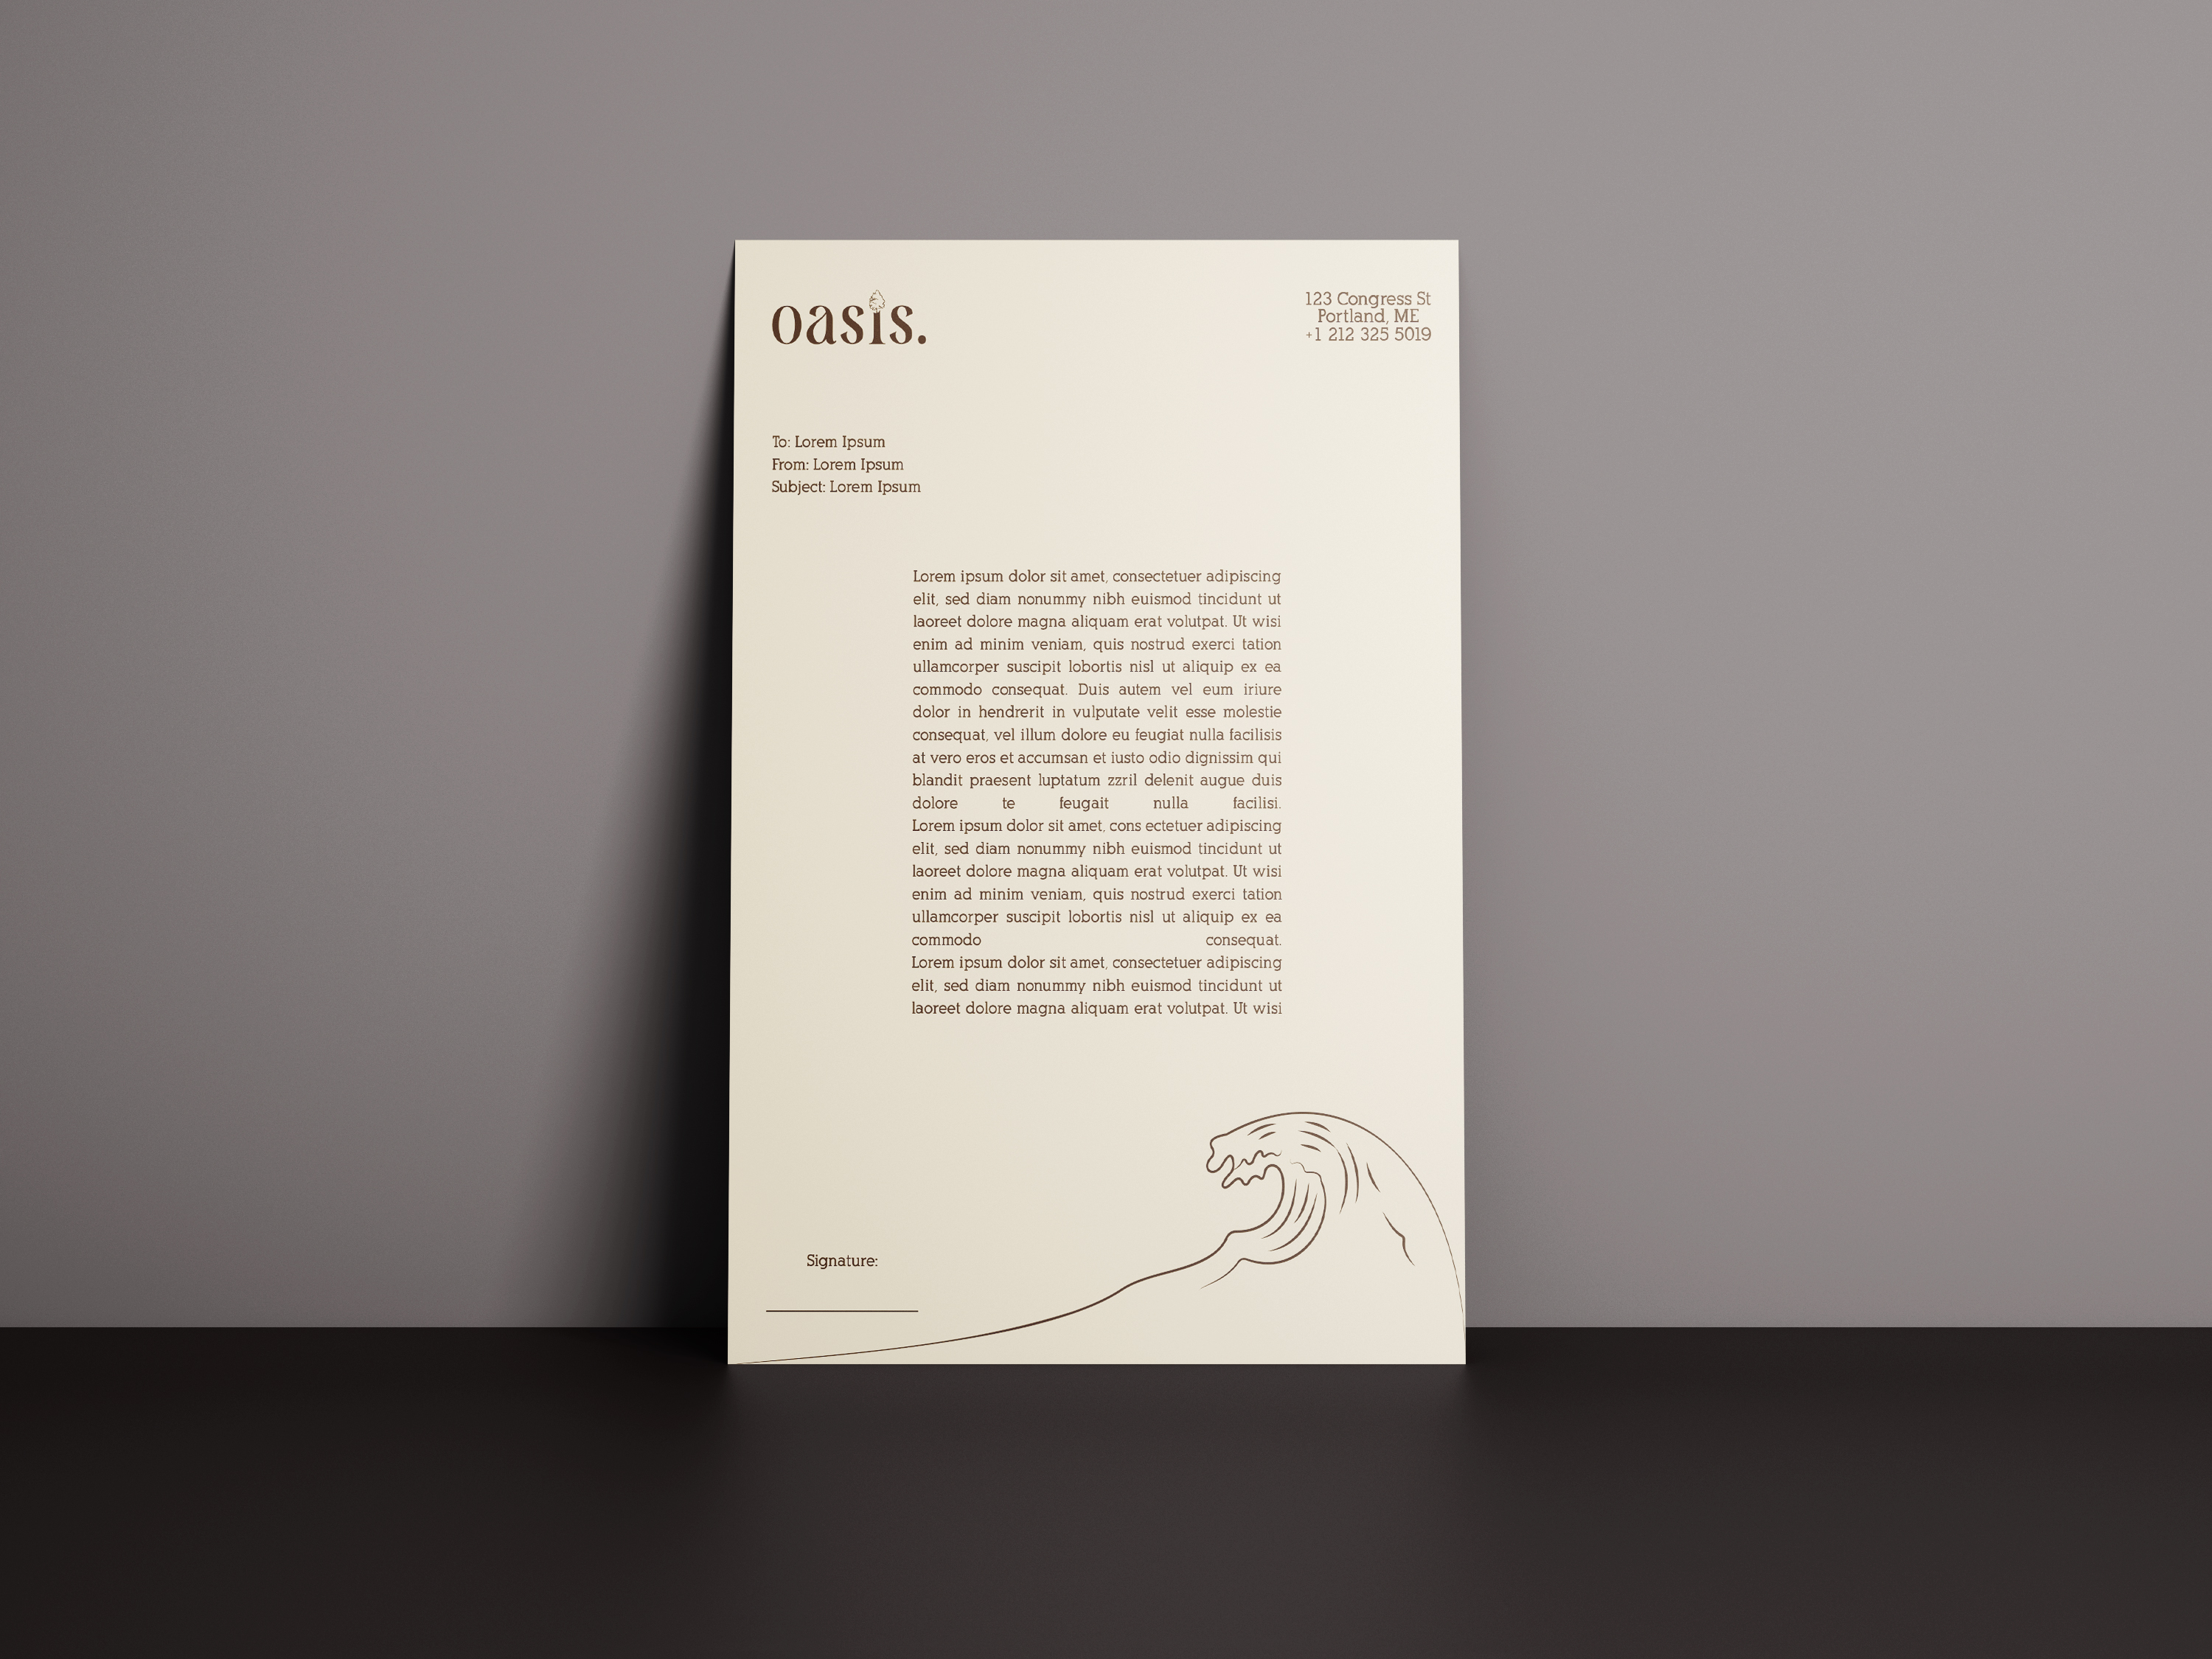 oasis.
123 Congress St
Portland, ME
+1 212 325 5019
To: Lorem Ipsum
From: Lorem Ipsum
Subject: Lorem Ipsum
Lorem ipsum dolor sit amet, consectetuer adipiscing
elit, sed diam nonummy nibh euismod tincidunt ut
laoreet dolore magna aliquam erat volutpat. Ut wisi
enim ad minim veniam, quis nostrud exerci tation
ullamcorper suscipit lobortis nisl ut aliquip ex ea
commodo consequat. Duis autem vel eum iriure
dolor in hendrerit in vulputate velit esse molestie
consequat, vel illum dolore eu feugiat nulla facilisis
at vero eros et accumsan et iusto odio dignissim qui
blandit praesent luptatum zzril delenit augue duis
dolore te feugait nulla facilisi.
Lorem ipsum dolor sit amet, cons ectetuer adipiscing
elit, sed diam nonummy nibh euismod tincidunt ut
laoreet dolore magna aliquam erat volutpat. Ut wisi
enim ad minim veniam, quis nostrud exerci tation
ullamcorper suscipit lobortis nisl ut aliquip ex ea
commodo consequat.
Lorem ipsum dolor sit amet, consectetuer adipiscing
elit, sed diam nonummy nibh euismod tincidunt ut
laoreet dolore magna aliquam erat volutpat. Ut wisi
Signature: